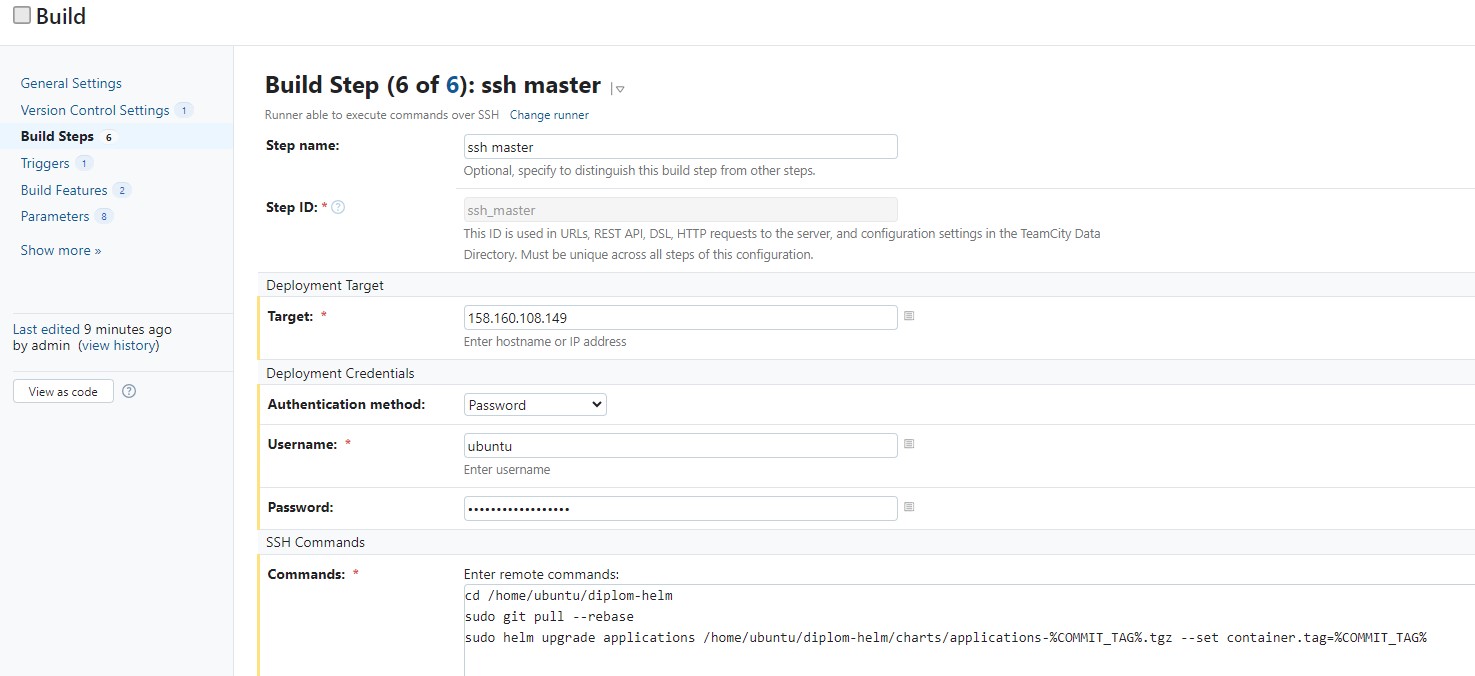 Build
General Settings
Version Control Settings 1
Build Steps 6
Triggers 1
Build Features 2
Parameters 8
Show more »
Last edited 9 minutes ago
by admin (view history)
View as code ?
Build Step (6 of 6): ssh master
Runner able to execute commands over SSH Change runner
Step name:
ssh master
Optional, specify to distinguish this build step from other steps.
Step ID: * ?
ssh_master
This ID is used in URLs, REST API, DSL, HTTP requests to the server, and configuration settings in the TeamCity Data
Directory. Must be unique across all steps of this configuration.
Deployment Target
Target: *
158.160.108.149
Enter hostname or IP address
Deployment Credentials
Authentication method:
Password
Username: *
ubuntu
Enter username
Password:
••••••••••••••••••
SSH Commands
Commands: *
Enter remote commands:
cd /home/ubuntu/diplom-helm
sudo git pull --rebase
sudo helm upgrade applications /home/ubuntu/diplom-helm/charts/applications-%COMMIT_TAG%.tgz --set container.tag=%COMMIT_TAG%